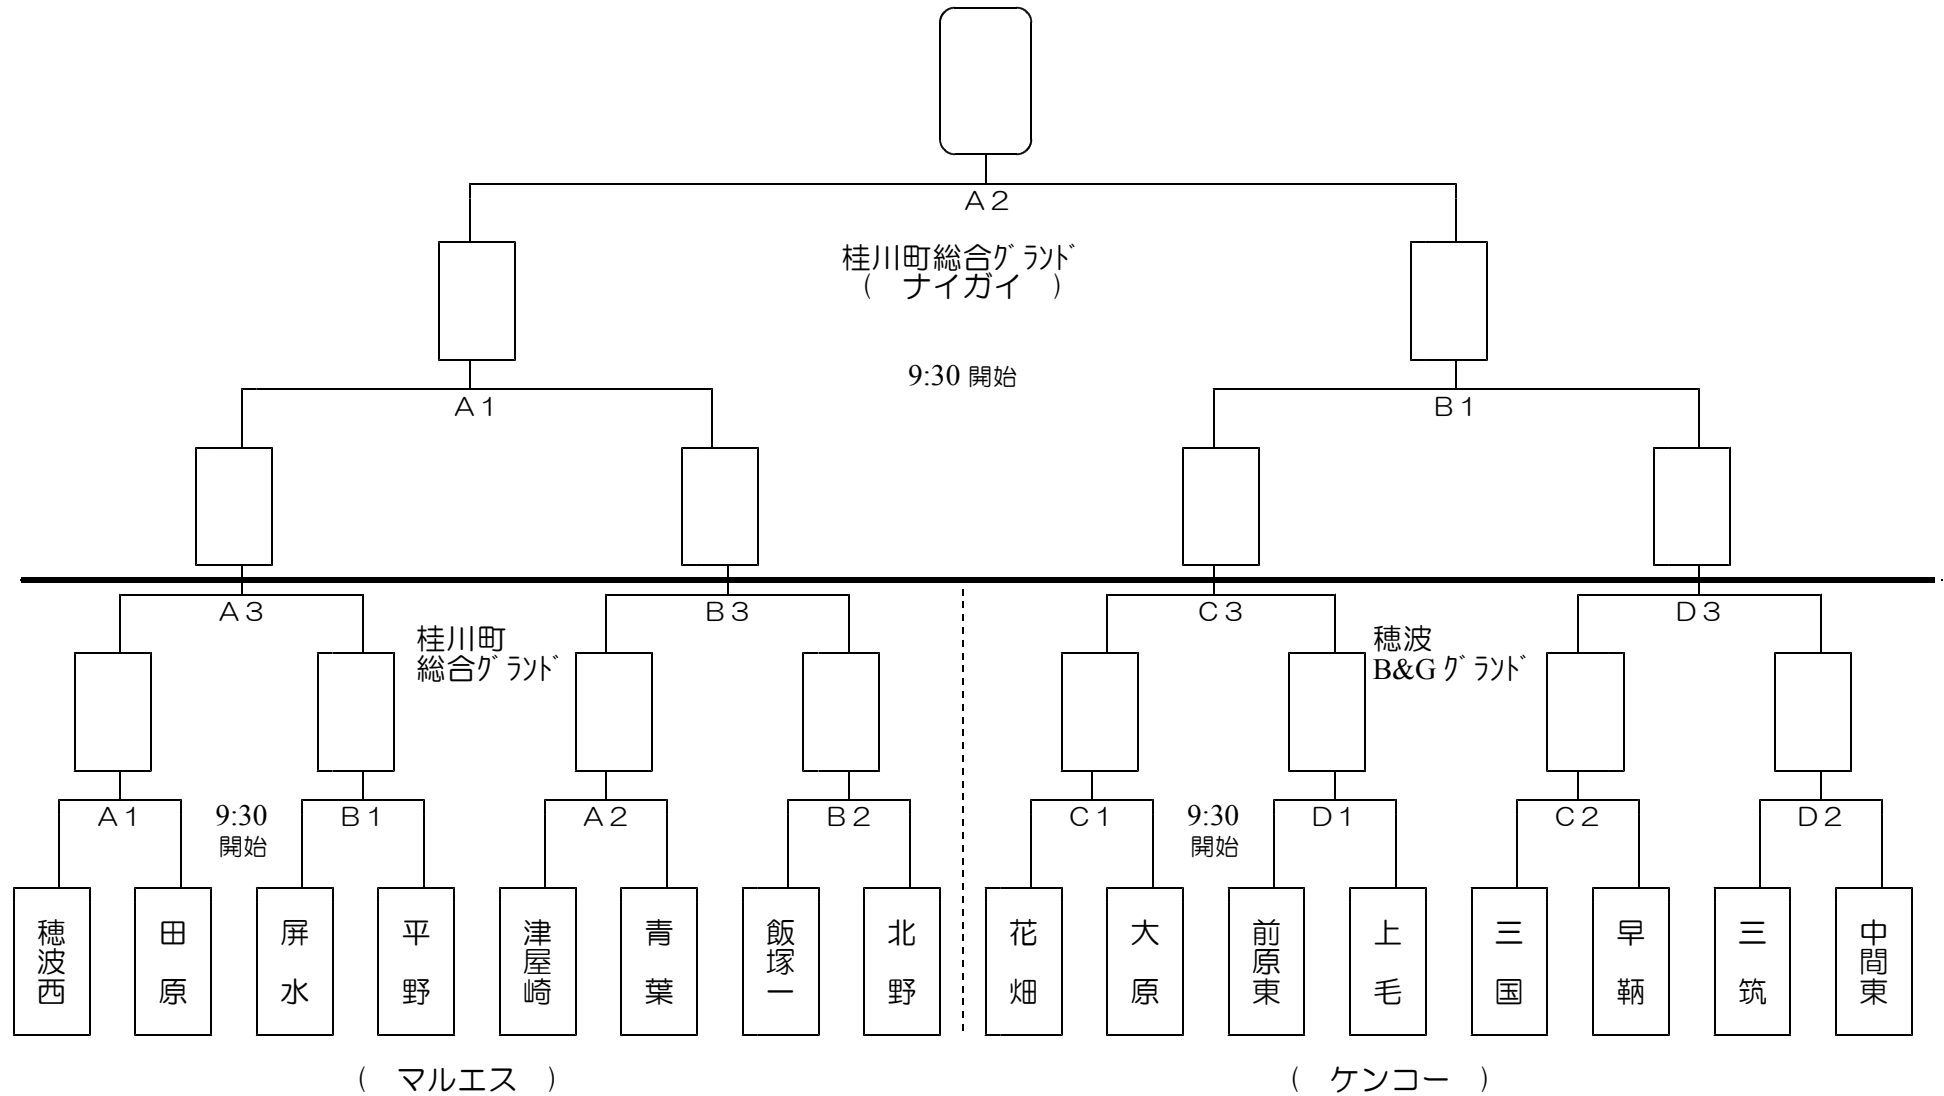 A2
桂川町総合グランド
( ナイガイ )
9:30 開始
A1
B1
A3
B3
C3
D3
桂川町
総合グランド
穂波
B&Gグランド
A1
9:30
開始
B1
A2
B2
C1
9:30
開始
D1
C2
D2
穂波西
田原
屏水
平野
津屋崎
青葉
飯塚一
北野
花畑
大原
前原東
上毛
三国
早鞆
三筑
中間東
( マルエス )
( ケンコー )